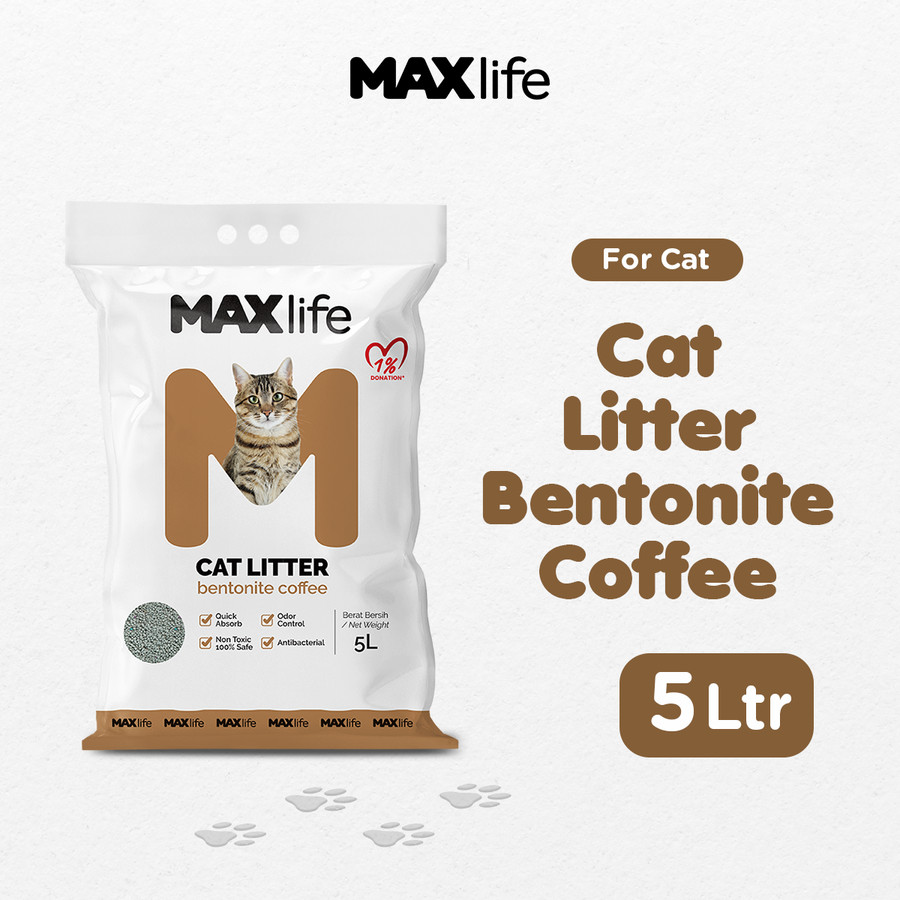 MAXlife
For Cat
Cat
Litter
Bentonite
Coffee
5 Ltr
MAXlife
1%
DONATION*
CAT LITTER
bentonite coffee
Quick
Absorb
Odor
Control
Non Toxic
100% Safe
Antibacterial
Berat Bersih
/ Net Weight
5L
MAXlife MAXlife MAXlife MAXlife MAXlife MAXlife